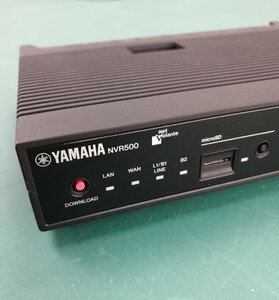 YAMAHA NVR500
Net Volante
microSD
LAN WAN L1/B1 B2
LINE
DOWNLOAD